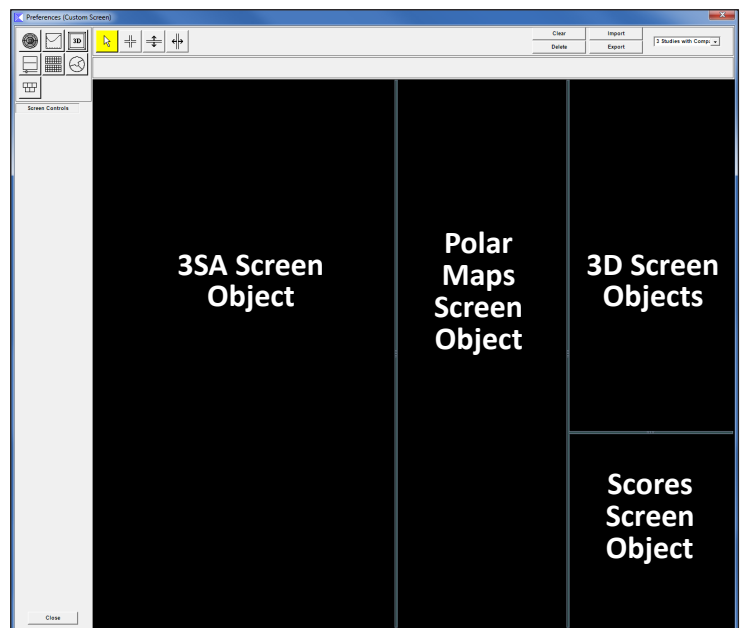 Preferences (Custom Screen)
3D
Clear
Import
Delete
Export
3 Studies with Comp
Screen Controls
3SA Screen
Object
Polar
Maps
Screen
Object
3D Screen
Objects
Scores
Screen
Object
Close